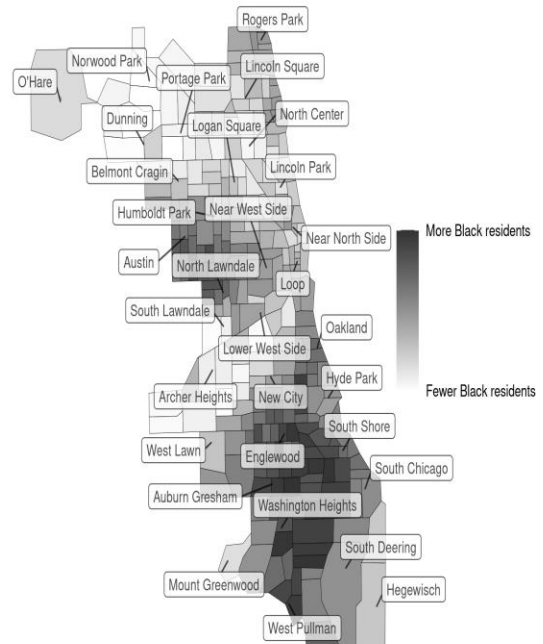 Rogers Park
Norwood Park
Lincoln Square
O'Hare
Portage Park
Dunning
Logan Square
North Center
Belmont Cragin
Lincoln Park
Humboldt Park
Near West Side
Near North Side
More Black residents
Austin
North Lawndale
Loop
South Lawndale
Oakland
Lower West Side
Hyde Park
Archer Heights
New City
Fewer Black residents
South Shore
West Lawn
Englewood
South Chicago
Auburn Gresham
Washington Heights
South Deering
Mount Greenwood
Hegewisch
West Pullman